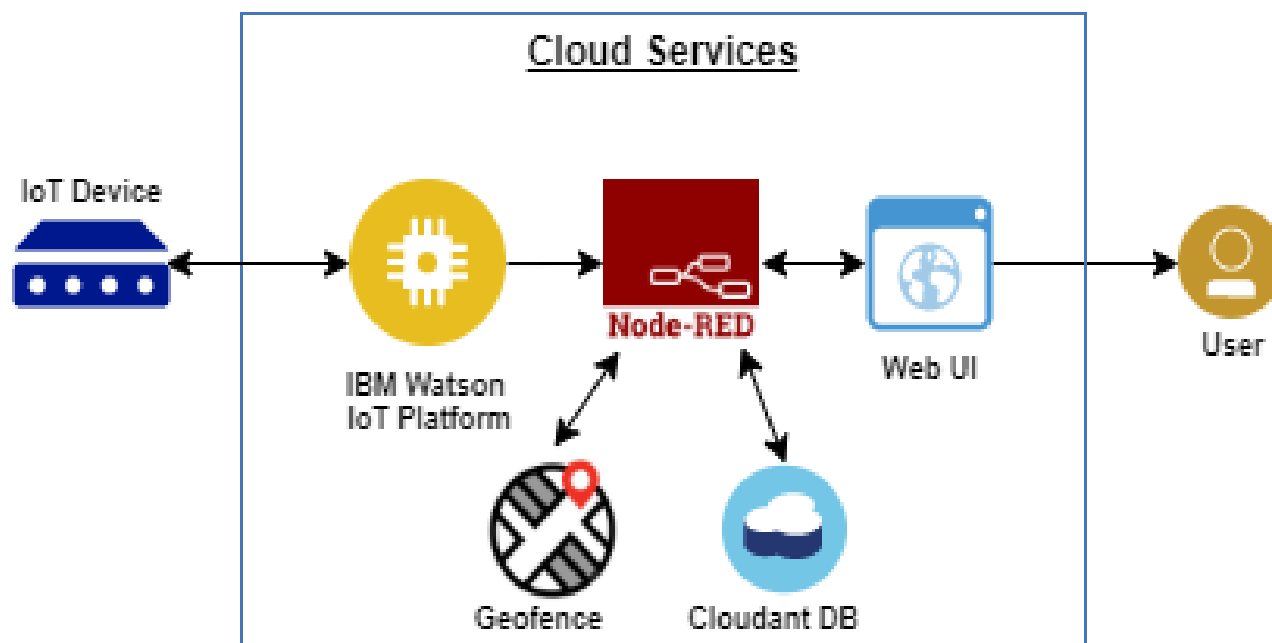 Cloud Services
IoT Device
Node-RED
User
Web UI
IBM Watson
IoT Platform
Geofence
Cloudant DB